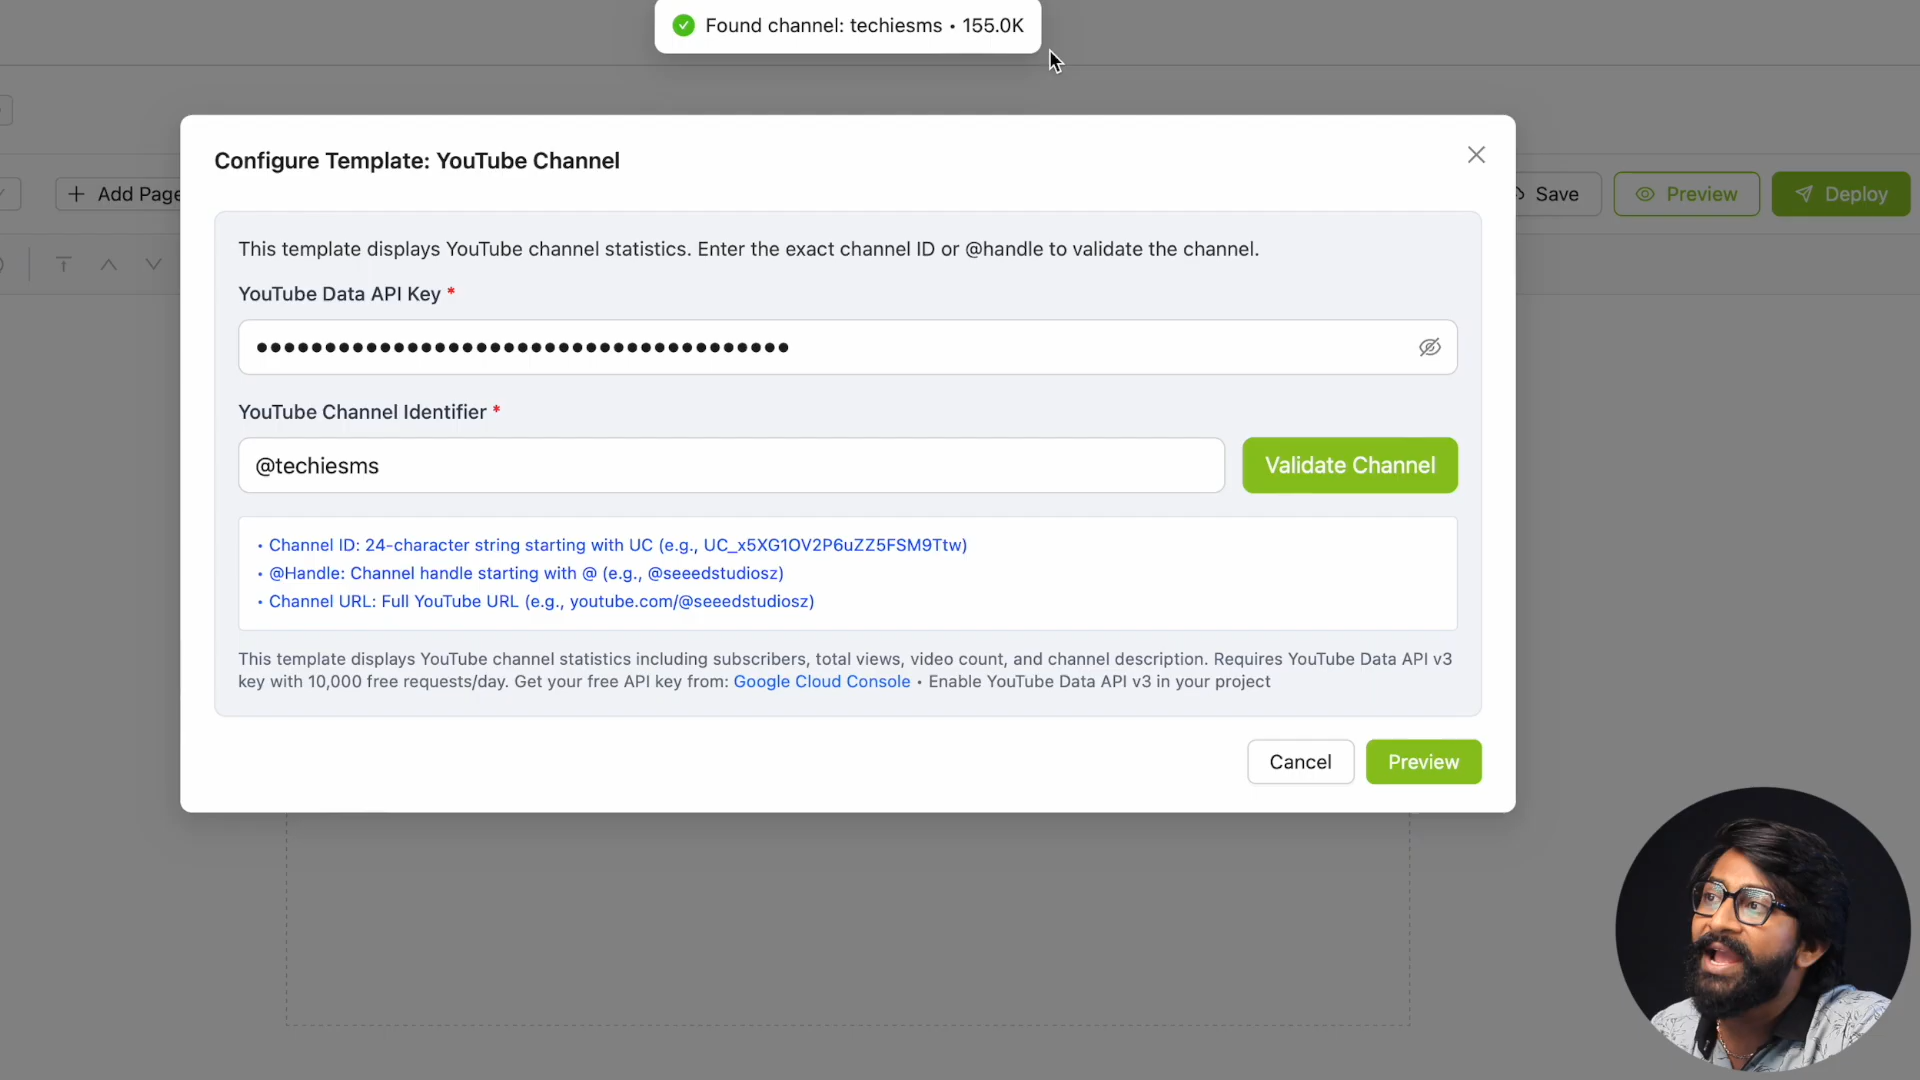 Found channel: techiesms • 155.0K
Configure Template: YouTube Channel
+ Add Page
Save
Preview
Deploy
This template displays YouTube channel statistics. Enter the exact channel ID or @handle to validate the channel.
YouTube Data API Key *
•••••••••••••••••••••••••••••••••••••••
YouTube Channel Identifier *
@techiesms
Validate Channel
• Channel ID: 24-character string starting with UC (e.g., UC_x5XG1OV2P6uZZ5FSM9Ttw)
• @Handle: Channel handle starting with @ (e.g., @seeedstudiosz)
• Channel URL: Full YouTube URL (e.g., youtube.com/@seeedstudiosz)
This template displays YouTube channel statistics including subscribers, total views, video count, and channel description. Requires YouTube Data API v3
key with 10,000 free requests/day. Get your free API key from: Google Cloud Console • Enable YouTube Data API v3 in your project
Cancel
Preview